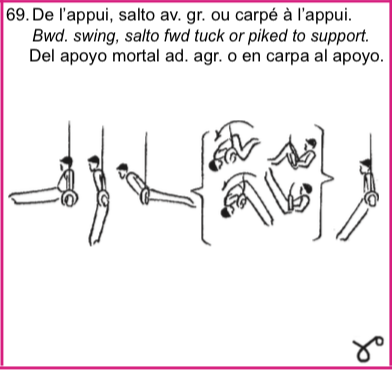 69. De l'appui, salto av. gr. ou carpé à l'appui.
Bwd. swing, salto fwd tuck or piked to support.
Del apoyo mortal ad. agr. o en carpa al apoyo.